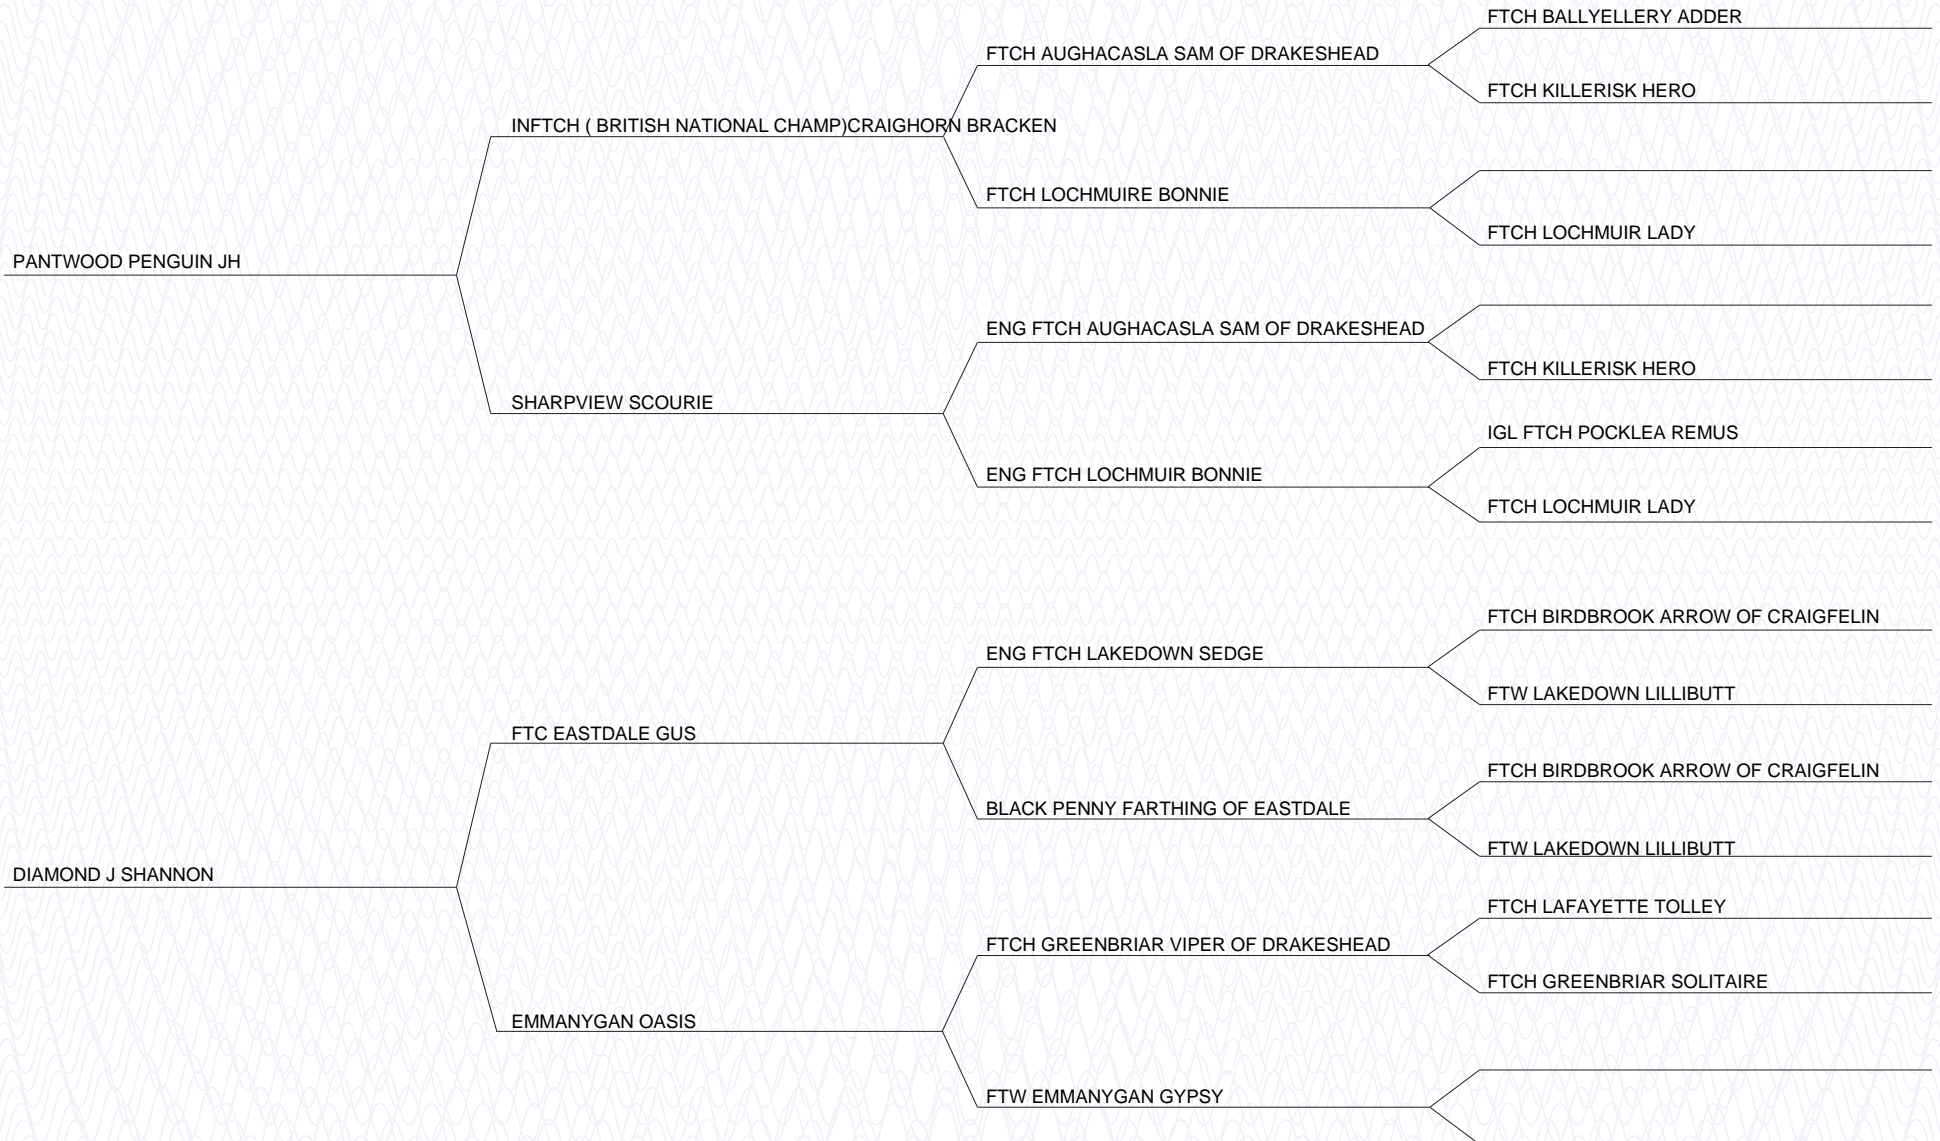 FTCH BALLYELLERY ADDER
FTCH AUGHACASLA SAM OF DRAKESHEAD
FTCH KILLERISK HERO
INFTCH ( BRITISH NATIONAL CHAMP)CRAIGHORN BRACKEN
FTCH LOCHMUIRE BONNIE
FTCH LOCHMUIR LADY
PANTWOOD PENGUIN JH
ENG FTCH AUGHACASLA SAM OF DRAKESHEAD
FTCH KILLERISK HERO
SHARPVIEW SCOURIE
IGL FTCH POCKLEA REMUS
ENG FTCH LOCHMUIR BONNIE
FTCH LOCHMUIR LADY
FTCH BIRDBROOK ARROW OF CRAIGFELIN
ENG FTCH LAKEDOWN SEDGE
FTW LAKEDOWN LILLIBUTT
FTC EASTDALE GUS
FTCH BIRDBROOK ARROW OF CRAIGFELIN
BLACK PENNY FARTHING OF EASTDALE
FTW LAKEDOWN LILLIBUTT
DIAMOND J SHANNON
FTCH LAFAYETTE TOLLEY
FTCH GREENBRIAR VIPER OF DRAKESHEAD
FTCH GREENBRIAR SOLITAIRE
EMMANYGAN OASIS
FTW EMMANYGAN GYPSY